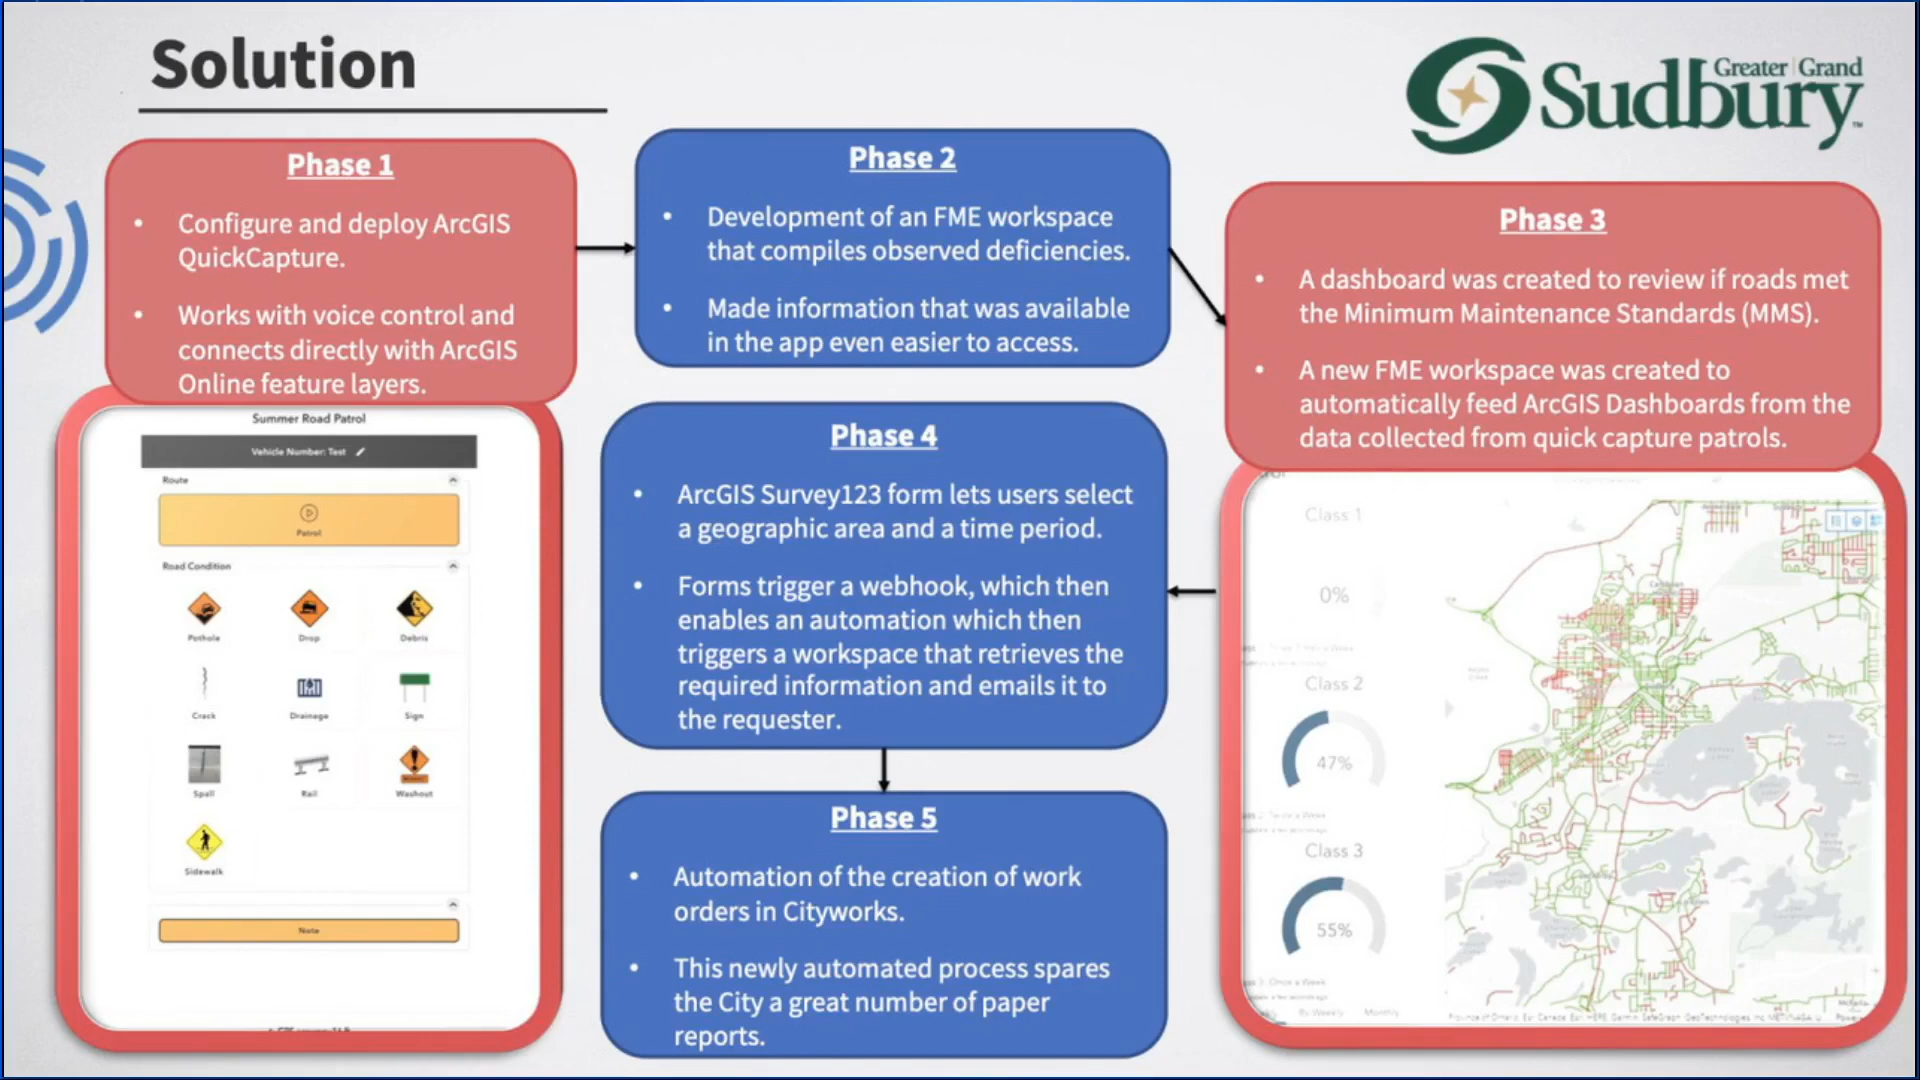 Solution
Greater | Grand
Sudbury™
Phase 1
• Configure and deploy ArcGIS
QuickCapture.
• Works with voice control and
connects directly with ArcGIS
Online feature layers.
Phase 2
• Development of an FME workspace
that compiles observed deficiencies.
• Made information that was available
in the app even easier to access.
Phase 3
• A dashboard was created to review if roads met
the Minimum Maintenance Standards (MMS).
• A new FME workspace was created to
automatically feed ArcGIS Dashboards from the
data collected from quick capture patrols.
Phase 4
• ArcGIS Survey123 form lets users select
a geographic area and a time period.
• Forms trigger a webhook, which then
enables an automation which then
triggers a workspace that retrieves the
required information and emails it to
the requester.
Phase 5
• Automation of the creation of work
orders in Cityworks.
• This newly automated process spares
the City a great number of paper
reports.
Summer Road Patrol
Vehicle Number: Test
Route
Patrol
Road Condition
Pothole
Drop
Debris
Crack
Drainage
Sign
Spall
Rail
Washout
Sidewalk
Note
Class 1
0%
Class 2
47%
Class 3
55%
By Weekly
Monthly